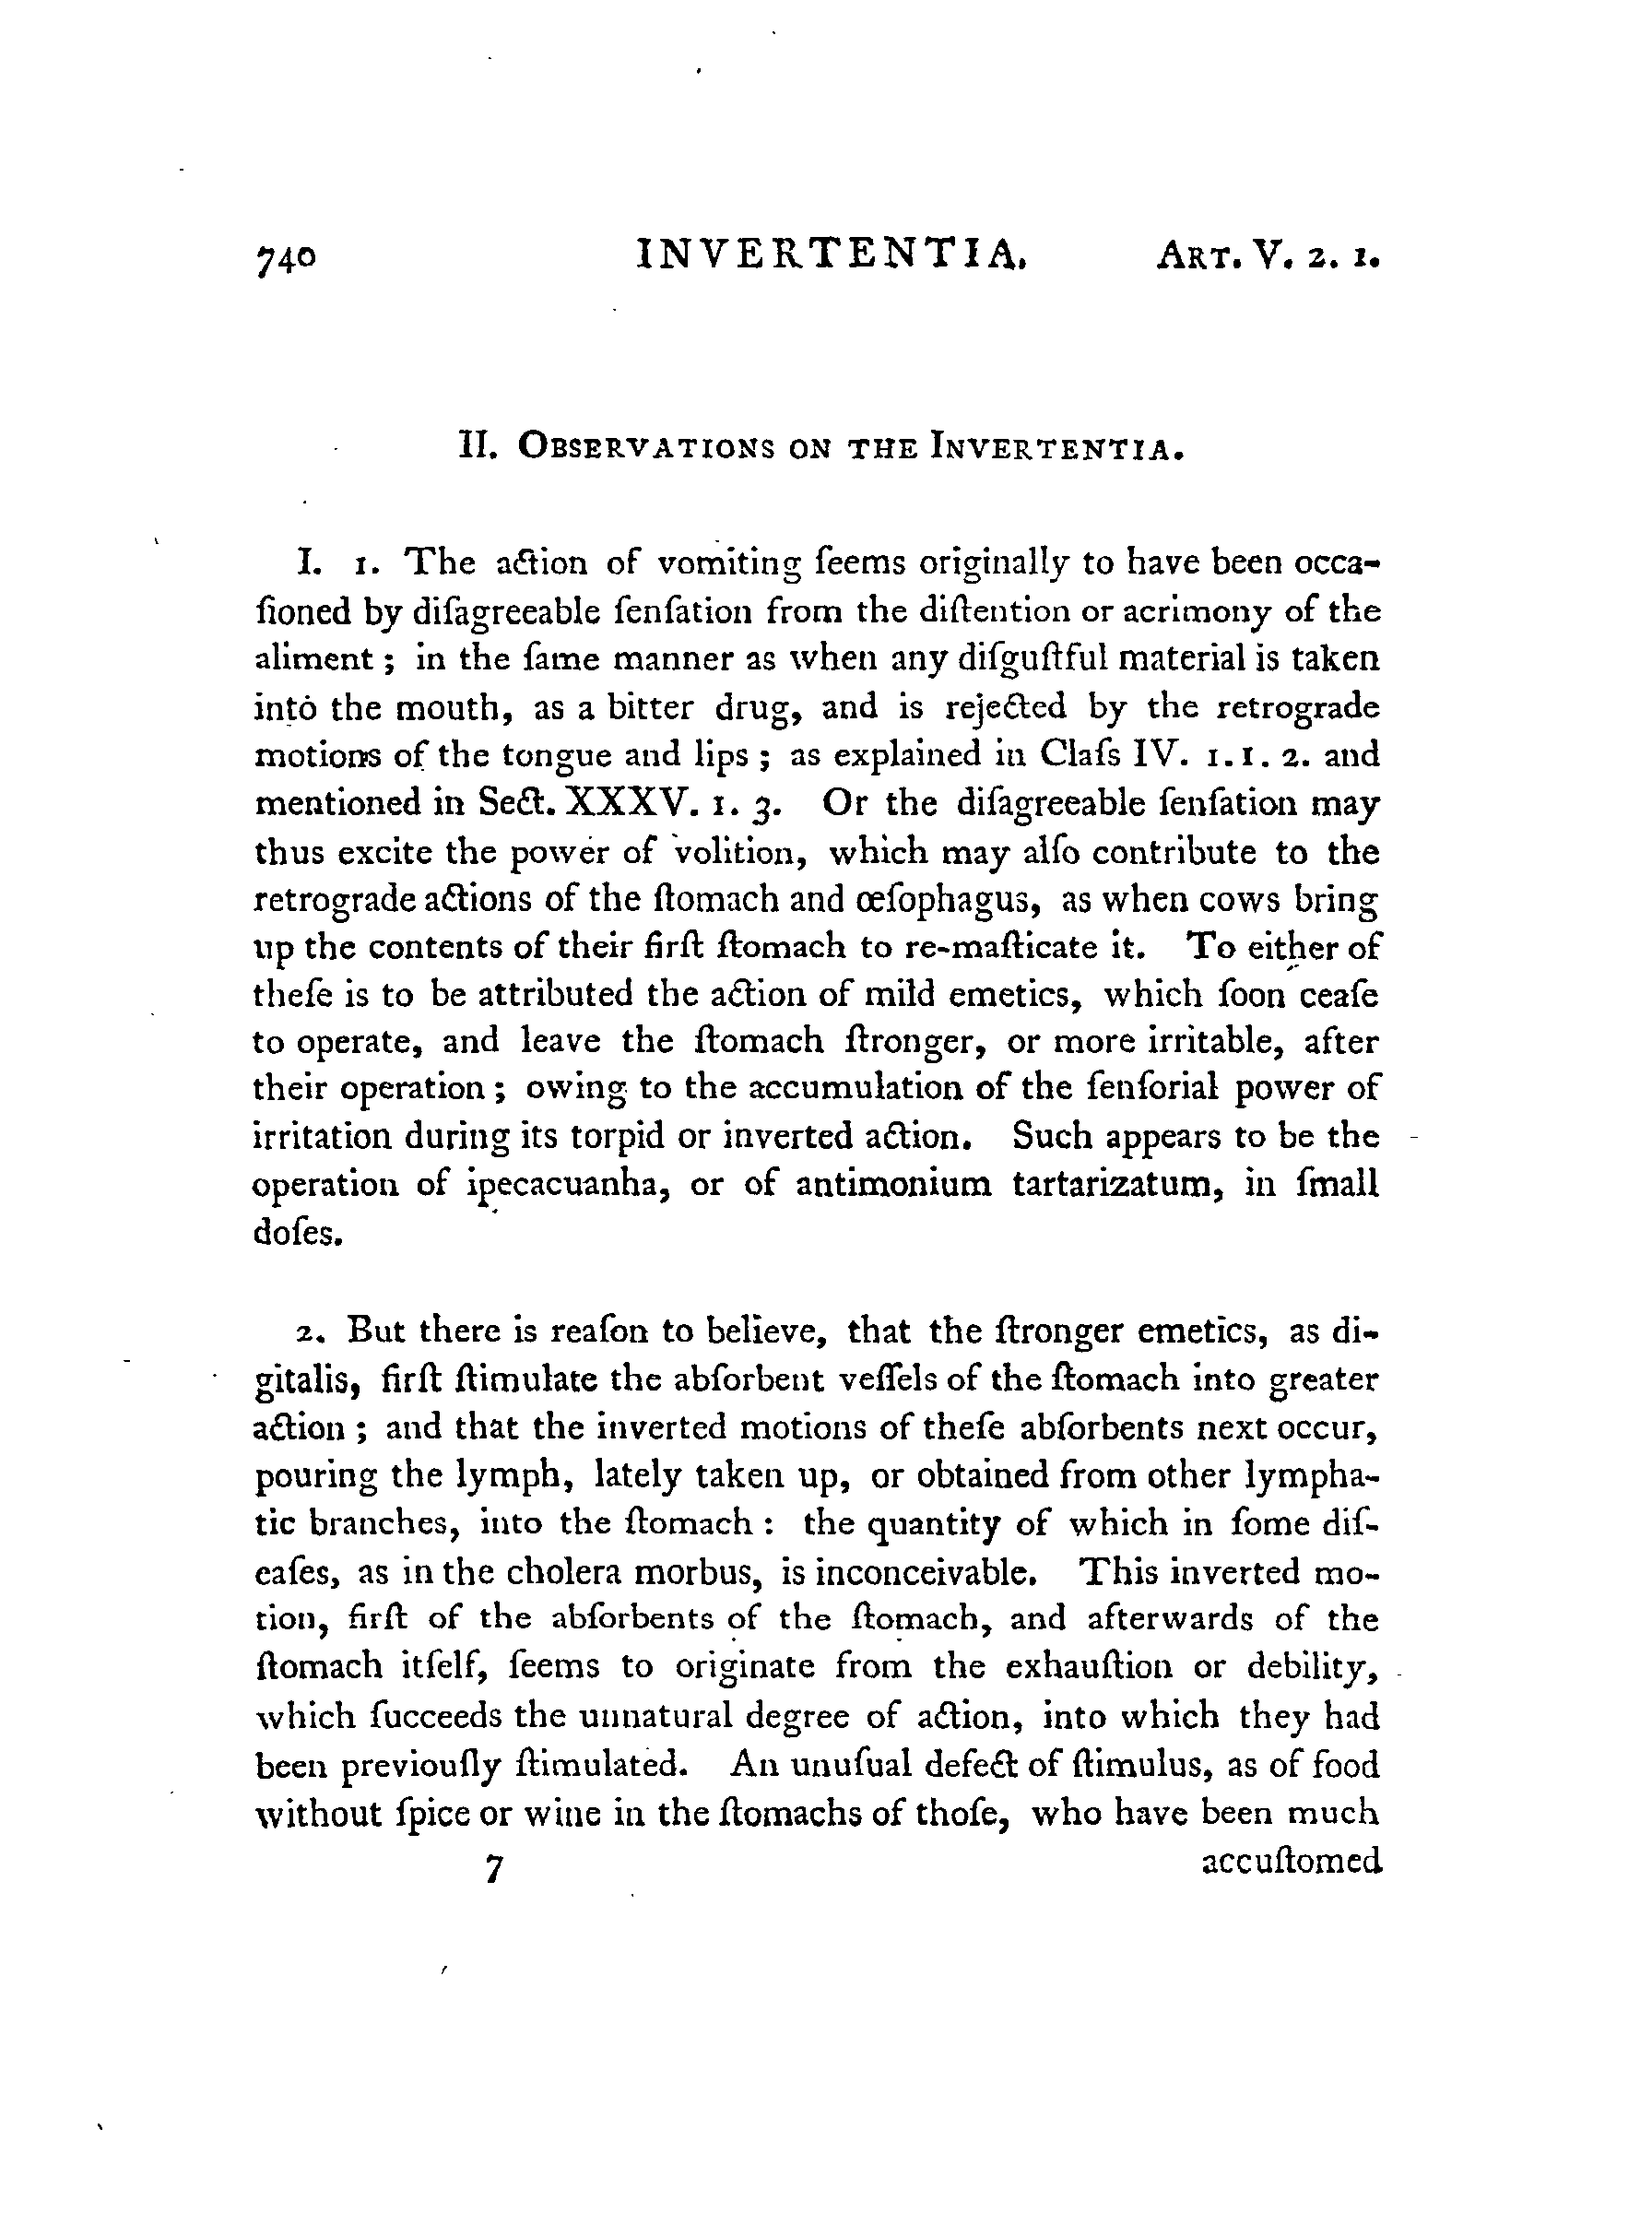 740 INVERTENTIA. ART. V. 2. 1.
II. OBSERVATIONS ON THE INVERTENTIA.
I. 1. The action of vomiting ſeems originally to have been occa-
ſioned by diſagreeable ſenſation from the diſtention or acrimony of the
aliment; in the ſame manner as when any diſguſtful material is taken
into the mouth, as a bitter drug, and is rejected by the retrograde
motions of the tongue and lips; as explained in Claſs IV. 1. 1. 2. and
mentioned in Sect. XXXV. 1. 3. Or the diſagreeable ſenſation may
thus excite the power of volition, which may alſo contribute to the
retrograde actions of the ſtomach and œſophagus, as when cows bring
up the contents of their firſt ſtomach to re-maſticate it. To either of
theſe is to be attributed the action of mild emetics, which ſoon ceaſe
to operate, and leave the ſtomach ſtronger, or more irritable, after
their operation; owing to the accumulation of the ſenſorial power of
irritation during its torpid or inverted action. Such appears to be the
operation of ipecacuanha, or of antimonium tartarizatum, in ſmall
doſes.
2. But there is reaſon to believe, that the ſtronger emetics, as di-
gitalis, firſt ſtimulate the abſorbent veſſels of the ſtomach into greater
action; and that the inverted motions of theſe abſorbents next occur,
pouring the lymph, lately taken up, or obtained from other lympha-
tic branches, into the ſtomach: the quantity of which in ſome diſ-
eaſes, as in the cholera morbus, is inconceivable. This inverted mo-
tion, firſt of the abſorbents of the ſtomach, and afterwards of the
ſtomach itſelf, ſeems to originate from the exhauſtion or debility,
which ſucceeds the unnatural degree of action, into which they had
been previouſly ſtimulated. An unuſual defect of ſtimulus, as of food
without ſpice or wine in the ſtomachs of thoſe, who have been much
7 accuſtomed